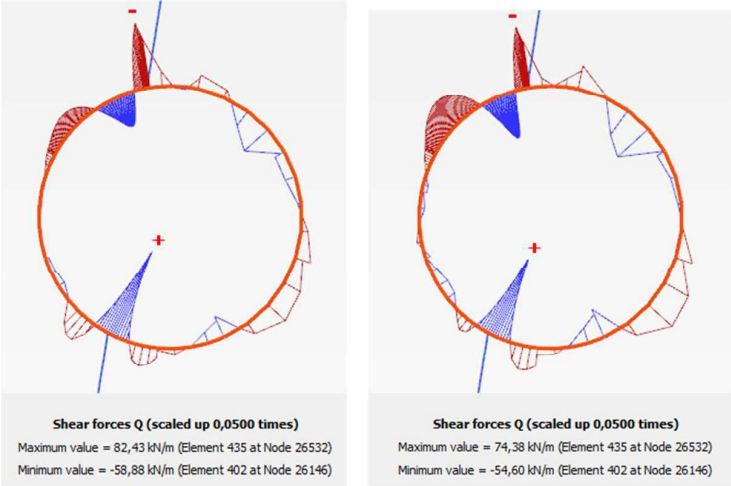 -
+
Shear forces Q (scaled up 0,0500 times)
Maximum value = 82,43 kN/m (Element 435 at Node 26532)
Minimum value = -58,88 kN/m (Element 402 at Node 26146)
-
+
Shear forces Q (scaled up 0,0500 times)
Maximum value = 74,38 kN/m (Element 435 at Node 26532)
Minimum value = -54,60 kN/m (Element 402 at Node 26146)